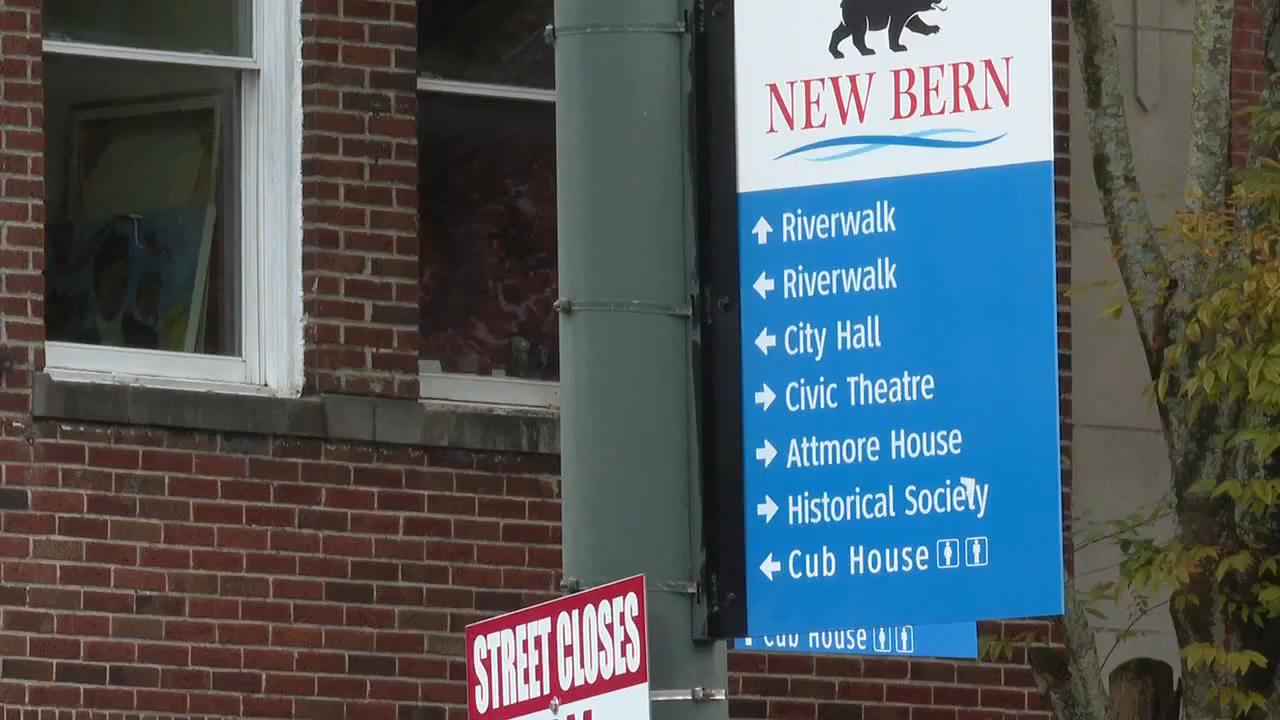 NEW BERN
Riverwalk
Riverwalk
City Hall
Civic Theatre
Attmore House
Historical Society
Cub House
Cub House
STREET CLOSES